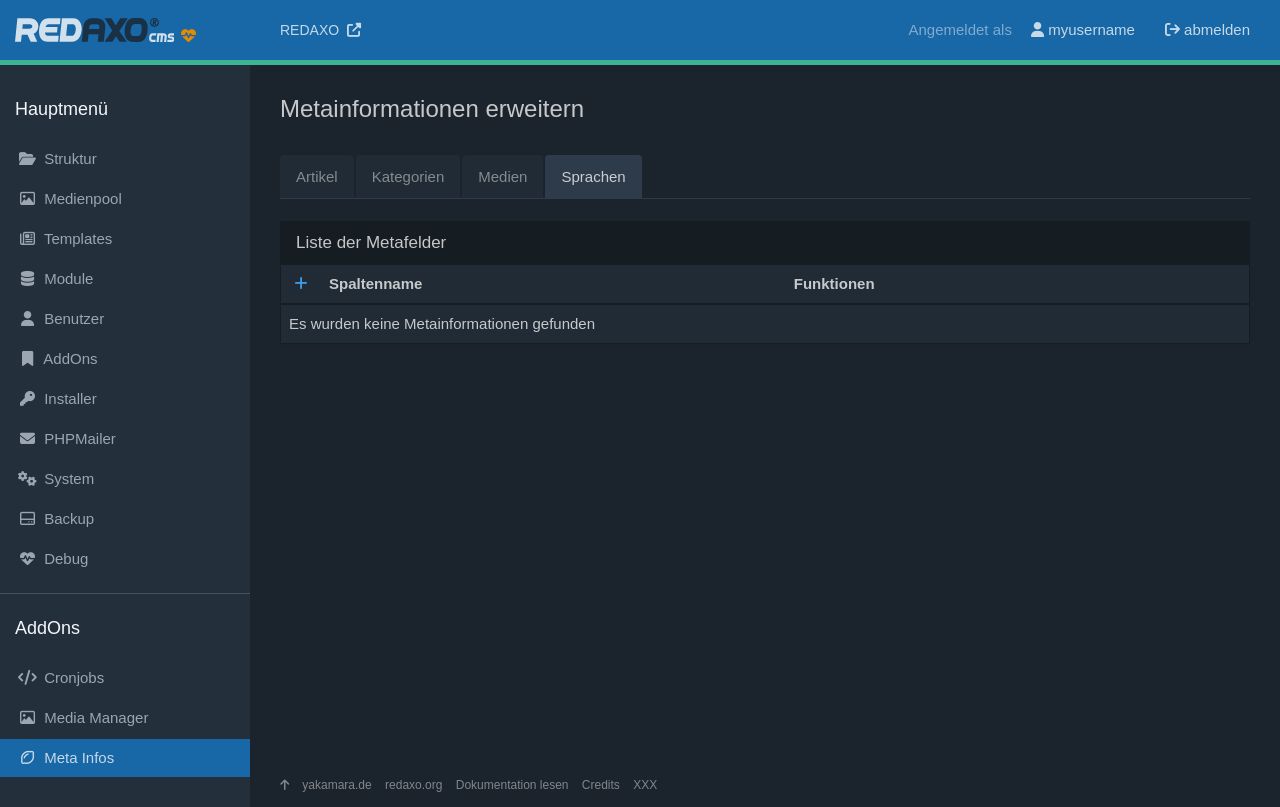 REDAXO® cms
REDAXO
Angemeldet als myusername abmelden
Hauptmenü
Struktur
Medienpool
Templates
Module
Benutzer
AddOns
Installer
PHPMailer
System
Backup
Debug
AddOns
Cronjobs
Media Manager
Meta Infos
Metainformationen erweitern
Artikel Kategorien Medien Sprachen
Liste der Metafelder
Spaltenname Funktionen
Es wurden keine Metainformationen gefunden
yakamara.de redaxo.org Dokumentation lesen Credits XXX